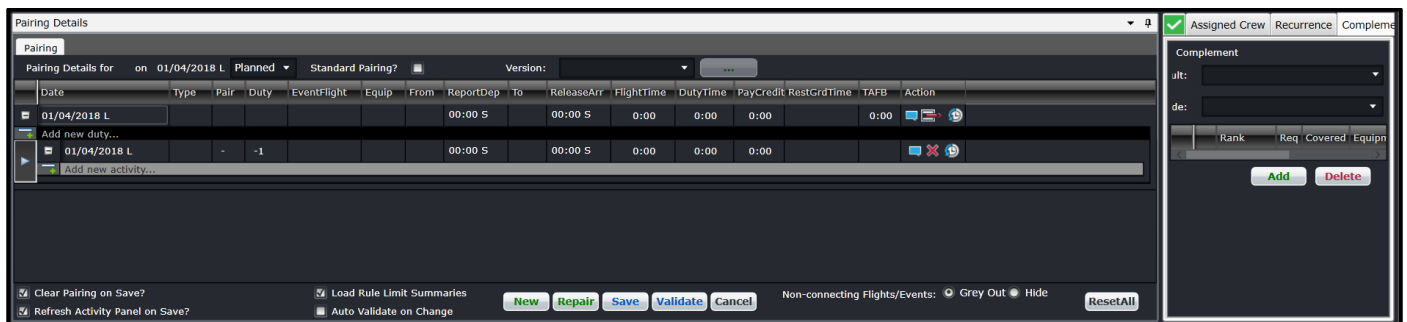 Pairing Details
Pairing
Pairing Details for on 01/04/2018 L Planned Standard Pairing? Version: ...
Date Type Pair Duty EventFlight Equip From ReportDep To ReleaseArr FlightTime DutyTime PayCredit RestGrdTime TAFB Action
01/04/2018 L 00:00 S 00:00 S 0:00 0:00 0:00 0:00
Add new duty...
01/04/2018 L - -1 00:00 S 00:00 S 0:00 0:00 0:00
Add new activity...
Clear Pairing on Save? Load Rule Limit Summaries
Refresh Activity Panel on Save? Auto Validate on Change
New Repair Save Validate Cancel Non-connecting Flights/Events: Grey Out Hide ResetAll
Assigned Crew Recurrence Compleme
Complement
ult:
de:
Rank Req Covered Equipn
Add Delete